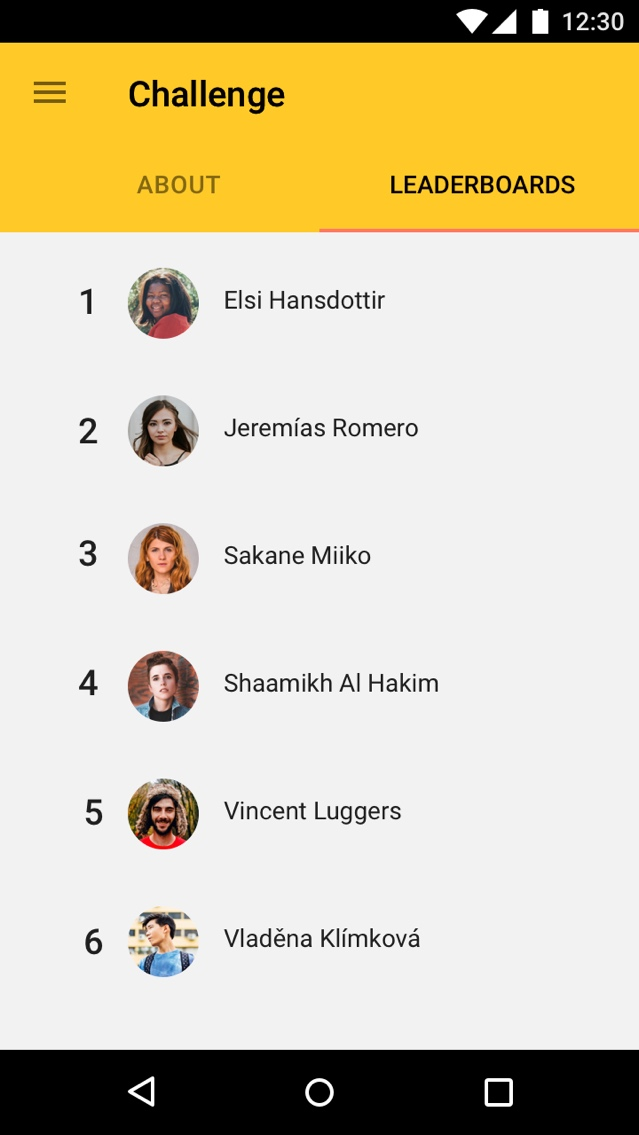 12:30
Challenge
ABOUT
LEADERBOARDS
1 Elsi Hansdottir
2 Jeremías Romero
3 Sakane Miiko
4 Shaamikh Al Hakim
5 Vincent Luggers
6 Vladěna Klímková